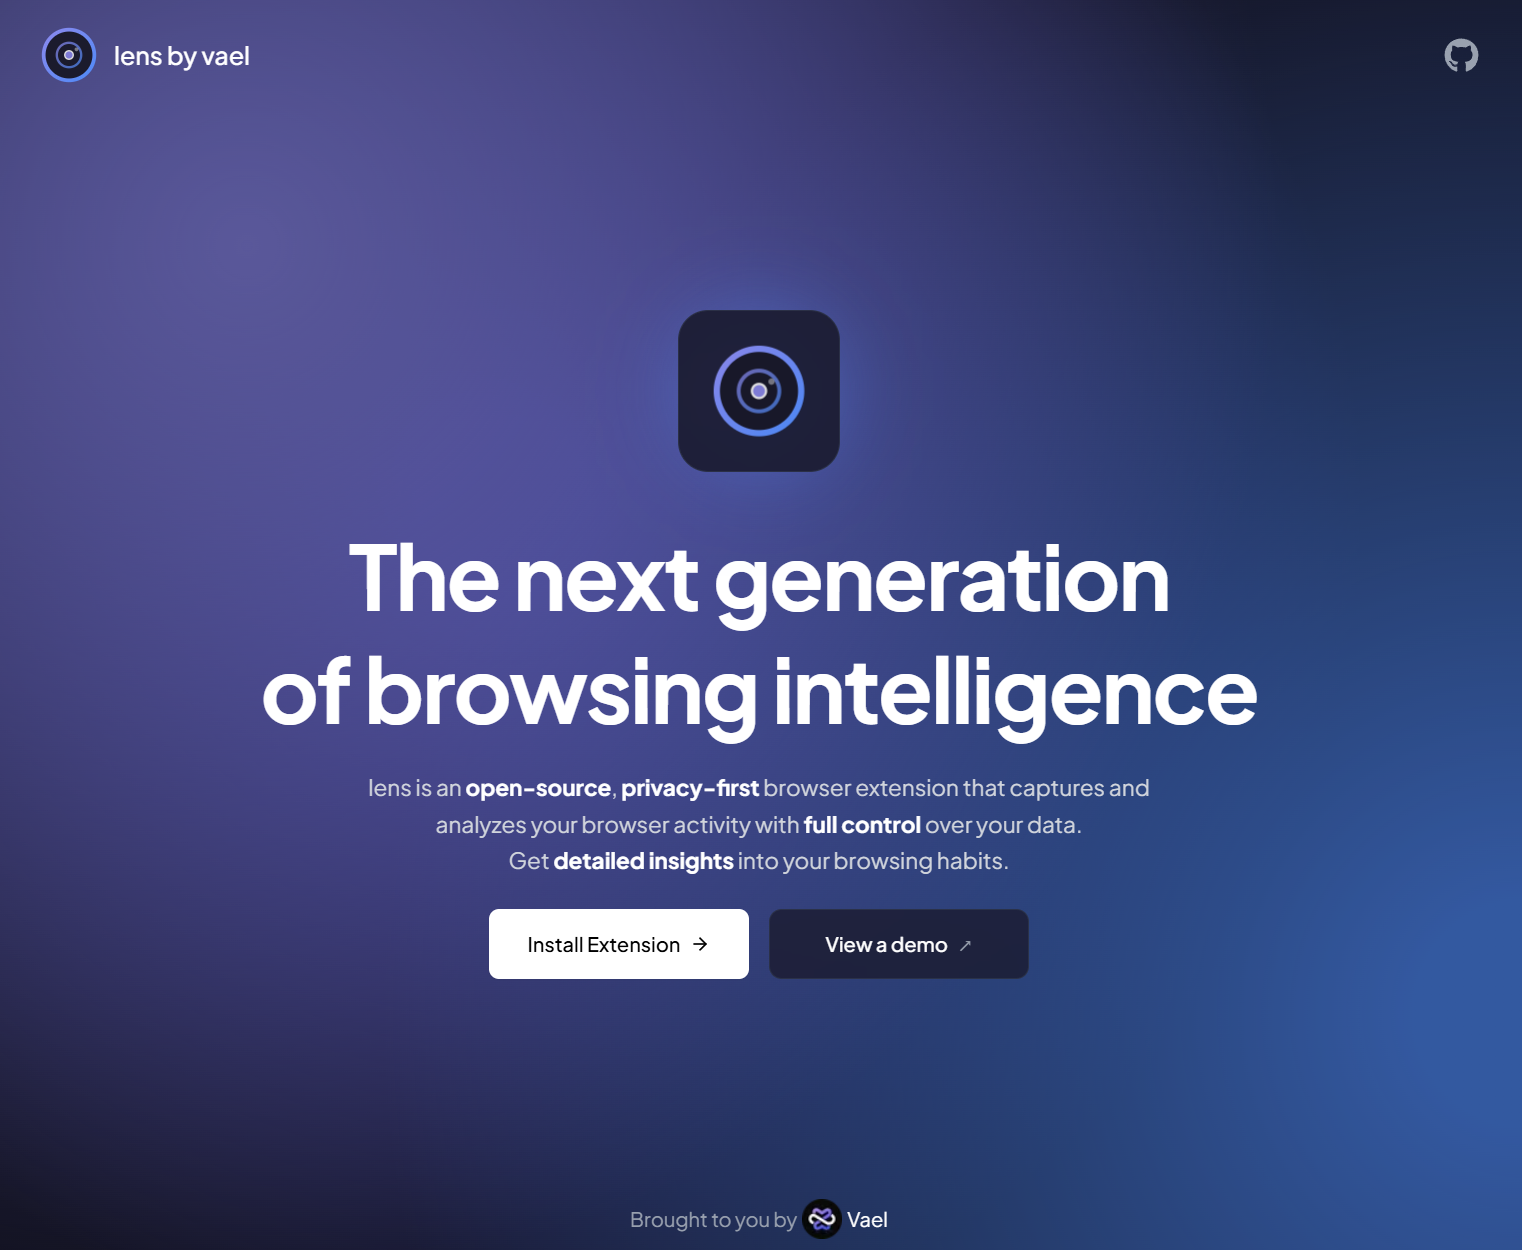 lens by vael
The next generation
of browsing intelligence
lens is an open-source, privacy-first browser extension that captures and
analyzes your browser activity with full control over your data.
Get detailed insights into your browsing habits.
Install Extension →
View a demo ↗
Brought to you by Vael